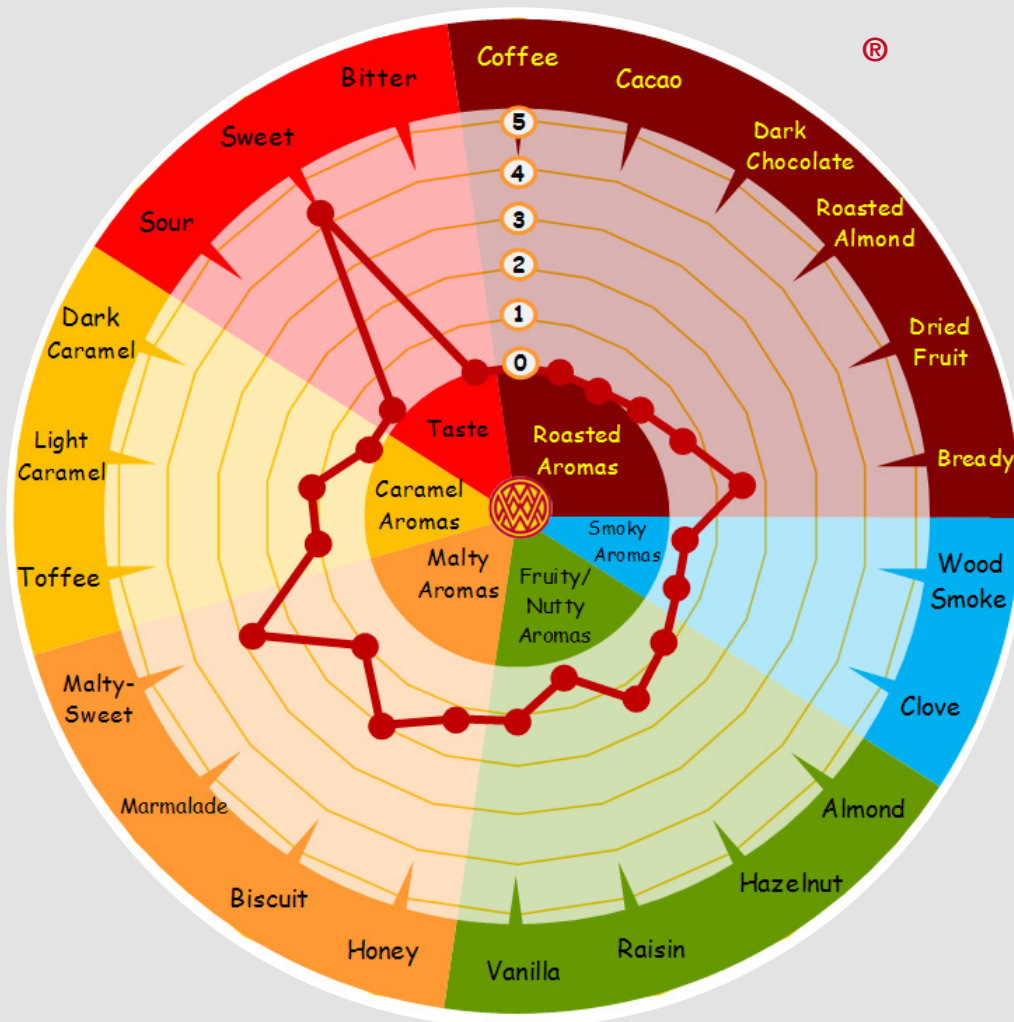 ®
Coffee
Cacao
Dark
Chocolate
Roasted
Almond
Dried
Fruit
Bready
Wood
Smoke
Clove
Almond
Hazelnut
Raisin
Vanilla
Honey
Biscuit
Marmalade
Malty-
Sweet
Toffee
Light
Caramel
Dark
Caramel
Sour
Sweet
Bitter
5
4
3
2
1
0
Taste
Roasted
Aromas
Smoky
Aromas
Fruity/
Nutty
Aromas
Malty
Aromas
Caramel
Aromas